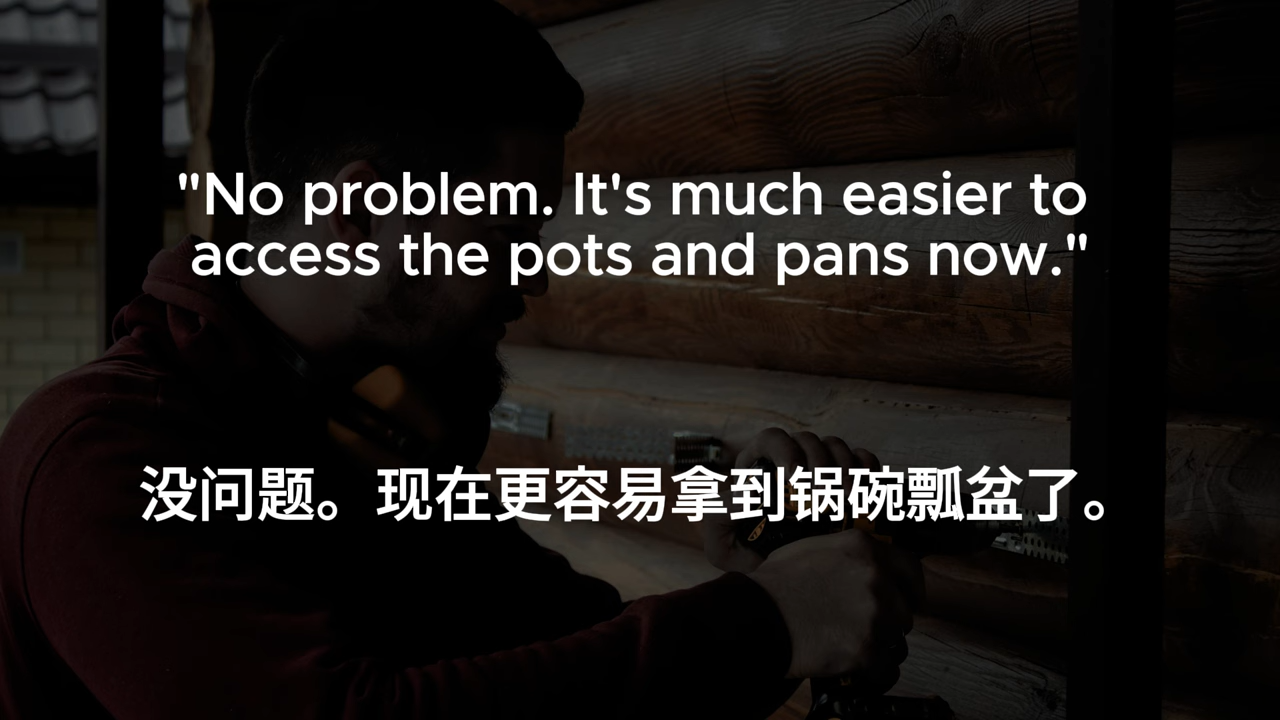 "No problem. It's much easier to
access the pots and pans now."
没问题。现在更容易拿到锅碗瓢盆了。